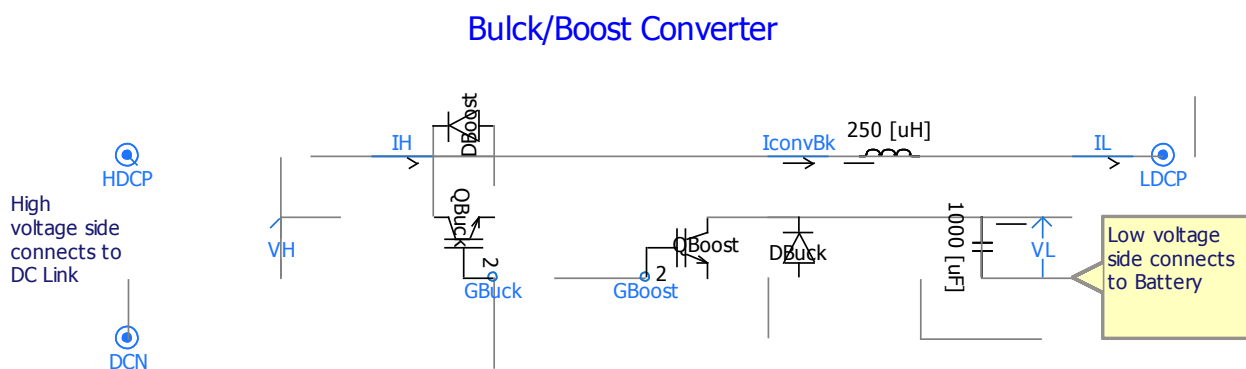 Bulck/Boost Converter
DBoost
IH
IconvBk
250 [uH]
IL
HDCP
LDCP
High
voltage side
connects to
DC Link
VH
QBuck
2
GBuck
QBoost
2
GBoost
DBuck
1000 [uF]
VL
Low voltage
side connects
to Battery
DCN